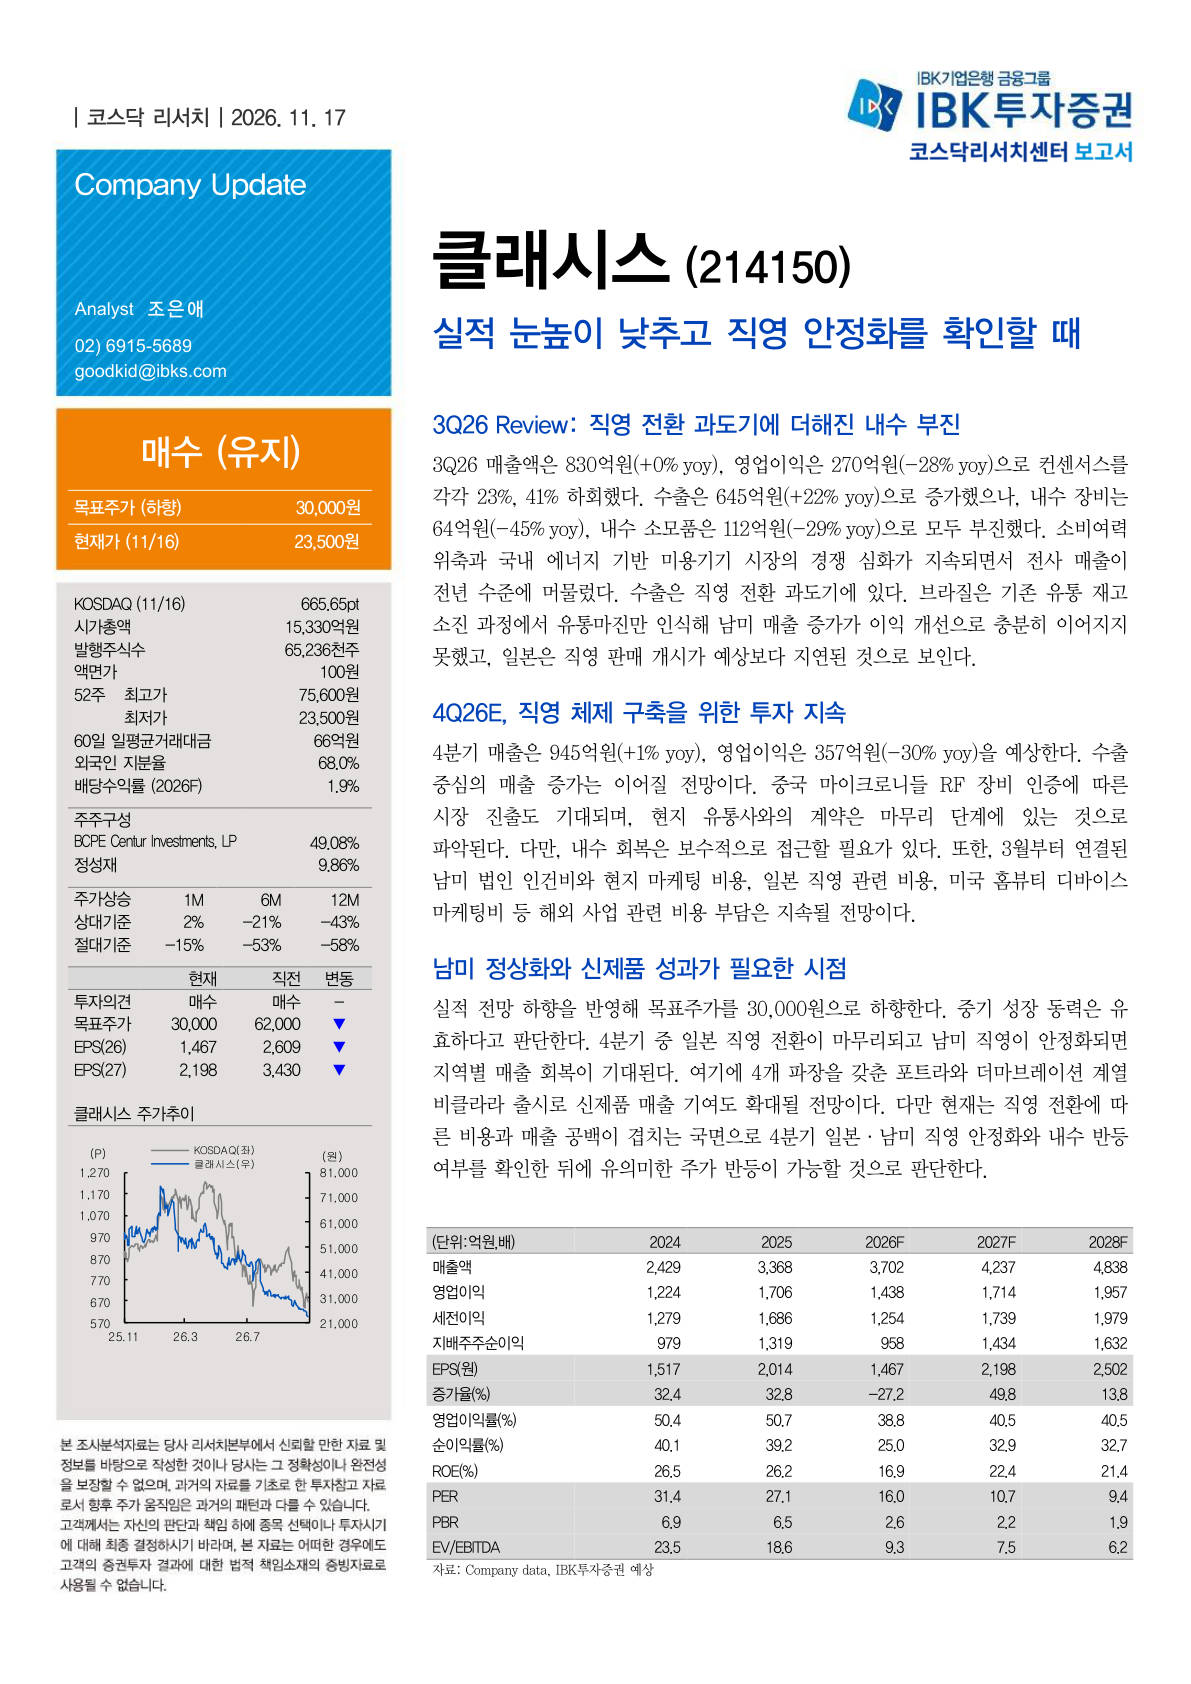 | 코스닥 리서치 | 2026. 11. 17
IBK기업은행 금융그룹
IBK투자증권
코스닥리서치센터 보고서
Company Update
Analyst 조은애
02) 6915-5689
goodkid@ibks.com
매수 (유지)
목표주가 (하향) 30,000원
현재가 (11/16) 23,500원
KOSDAQ (11/16) 665.65pt
시가총액 15,330억원
발행주식수 65,236천주
액면가 100원
52주 최고가 75,600원
최저가 23,500원
60일 일평균거래대금 66억원
외국인 지분율 68.0%
배당수익률 (2026F) 1.9%
주주구성
BCPE Centur Investments, LP 49.08%
정성재 9.86%
주가상승 1M 6M 12M
상대기준 2% -21% -43%
절대기준 -15% -53% -58%
현재 직전 변동
투자의견 매수 매수 -
목표주가 30,000 62,000 ▼
EPS(26) 1,467 2,609 ▼
EPS(27) 2,198 3,430 ▼
클래시스 주가추이
(P) KOSDAQ(좌) (원)
클래시스(우)
1,270 81,000
1,170 71,000
1,070 61,000
970 51,000
870 41,000
770 31,000
670 21,000
570
25.11 26.3 26.7
본 조사분석자료는 당사 리서치본부에서 신뢰할 만한 자료 및
정보를 바탕으로 작성한 것이나 당사는 그 정확성이나 완전성
을 보장할 수 없으며, 과거의 자료를 기초로 한 투자참고 자료
로서 향후 주가 움직임은 과거의 패턴과 다를 수 있습니다.
고객께서는 자신의 판단과 책임 하에 종목 선택이나 투자시기
에 대해 최종 결정하시기 바라며, 본 자료는 어떠한 경우에도
고객의 증권투자 결과에 대한 법적 책임소재의 증빙자료로
사용될 수 없습니다.
클래시스 (214150)
실적 눈높이 낮추고 직영 안정화를 확인할 때
3Q26 Review: 직영 전환 과도기에 더해진 내수 부진
3Q26 매출액은 830억원(+0% yoy), 영업이익은 270억원(-28% yoy)으로 컨센서스를
각각 23%, 41% 하회했다. 수출은 645억원(+22% yoy)으로 증가했으나, 내수 장비는
64억원(-45% yoy), 내수 소모품은 112억원(-29% yoy)으로 모두 부진했다. 소비여력
위축과 국내 에너지 기반 미용기기 시장의 경쟁 심화가 지속되면서 전사 매출이
전년 수준에 머물렀다. 수출은 직영 전환 과도기에 있다. 브라질은 기존 유통 재고
소진 과정에서 유통마진만 인식해 남미 매출 증가가 이익 개선으로 충분히 이어지지
못했고, 일본은 직영 판매 개시가 예상보다 지연된 것으로 보인다.
4Q26E, 직영 체제 구축을 위한 투자 지속
4분기 매출은 945억원(+1% yoy), 영업이익은 357억원(-30% yoy)을 예상한다. 수출
중심의 매출 증가는 이어질 전망이다. 중국 마이크로니들 RF 장비 인증에 따른
시장 진출도 기대되며, 현지 유통사와의 계약은 마무리 단계에 있는 것으로
파악된다. 다만, 내수 회복은 보수적으로 접근할 필요가 있다. 또한, 3월부터 연결된
남미 법인 인건비와 현지 마케팅 비용, 일본 직영 관련 비용, 미국 홈뷰티 디바이스
마케팅비 등 해외 사업 관련 비용 부담은 지속될 전망이다.
남미 정상화와 신제품 성과가 필요한 시점
실적 전망 하향을 반영해 목표주가를 30,000원으로 하향한다. 중기 성장 동력은 유
효하다고 판단한다. 4분기 중 일본 직영 전환이 마무리되고 남미 직영이 안정화되면
지역별 매출 회복이 기대된다. 여기에 4개 파장을 갖춘 포트라와 더마브레이션 계열
비클라라 출시로 신제품 매출 기여도 확대될 전망이다. 다만 현재는 직영 전환에 따
른 비용과 매출 공백이 겹치는 국면으로 4분기 일본·남미 직영 안정화와 내수 반등
여부를 확인한 뒤에 유의미한 주가 반등이 가능할 것으로 판단한다.
(단위:억원,배) 2024 2025 2026F 2027F 2028F
매출액 2,429 3,368 3,702 4,237 4,838
영업이익 1,224 1,706 1,438 1,714 1,957
세전이익 1,279 1,686 1,254 1,739 1,979
지배주주순이익 979 1,319 958 1,434 1,632
EPS(원) 1,517 2,014 1,467 2,198 2,502
증가율(%) 32.4 32.8 -27.2 49.8 13.8
영업이익률(%) 50.4 50.7 38.8 40.5 40.5
순이익률(%) 40.1 39.2 25.0 32.9 32.7
ROE(%) 26.5 26.2 16.9 22.4 21.4
PER 31.4 27.1 16.0 10.7 9.4
PBR 6.9 6.5 2.6 2.2 1.9
EV/EBITDA 23.5 18.6 9.3 7.5 6.2
자료: Company data, IBK투자증권 예상